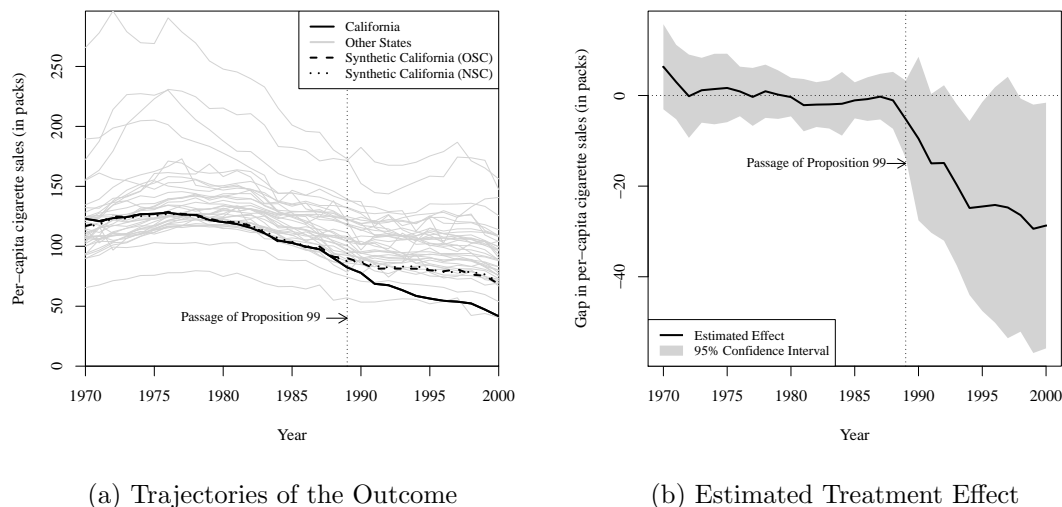 Per−capita cigarette sales (in packs)
0
50
100
150
200
250
California
Other States
Synthetic California (OSC)
Synthetic California (NSC)
Passage of Proposition 99
1970 1975 1980 1985 1990 1995 2000
Year
(a) Trajectories of the Outcome
Gap in per−capita cigarette sales (in packs)
0
−20
−40
Passage of Proposition 99
Estimated Effect
95% Confidence Interval
1970 1975 1980 1985 1990 1995 2000
Year
(b) Estimated Treatment Effect